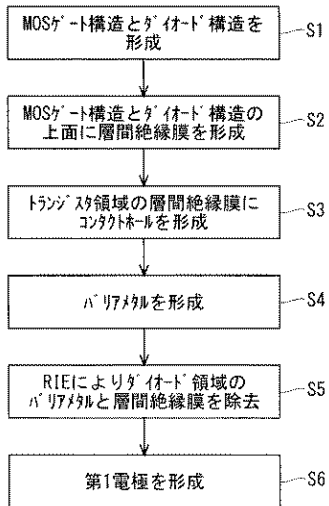 MOSｹﾞｰﾄ構造とﾀﾞｲｵｰﾄﾞ構造を
形成
S1
MOSｹﾞｰﾄ構造とﾀﾞｲｵｰﾄﾞ構造の
上面に層間絶縁膜を形成
S2
ﾄﾗﾝｼﾞｽﾀ領域の層間絶縁膜に
ｺﾝﾀｸﾄﾎｰﾙを形成
S3
ﾊﾞﾘｱﾒﾀﾙを形成
S4
RIEによりﾀﾞｲｵｰﾄﾞ領域の
ﾊﾞﾘｱﾒﾀﾙと層間絶縁膜を除去
S5
第1電極を形成
S6